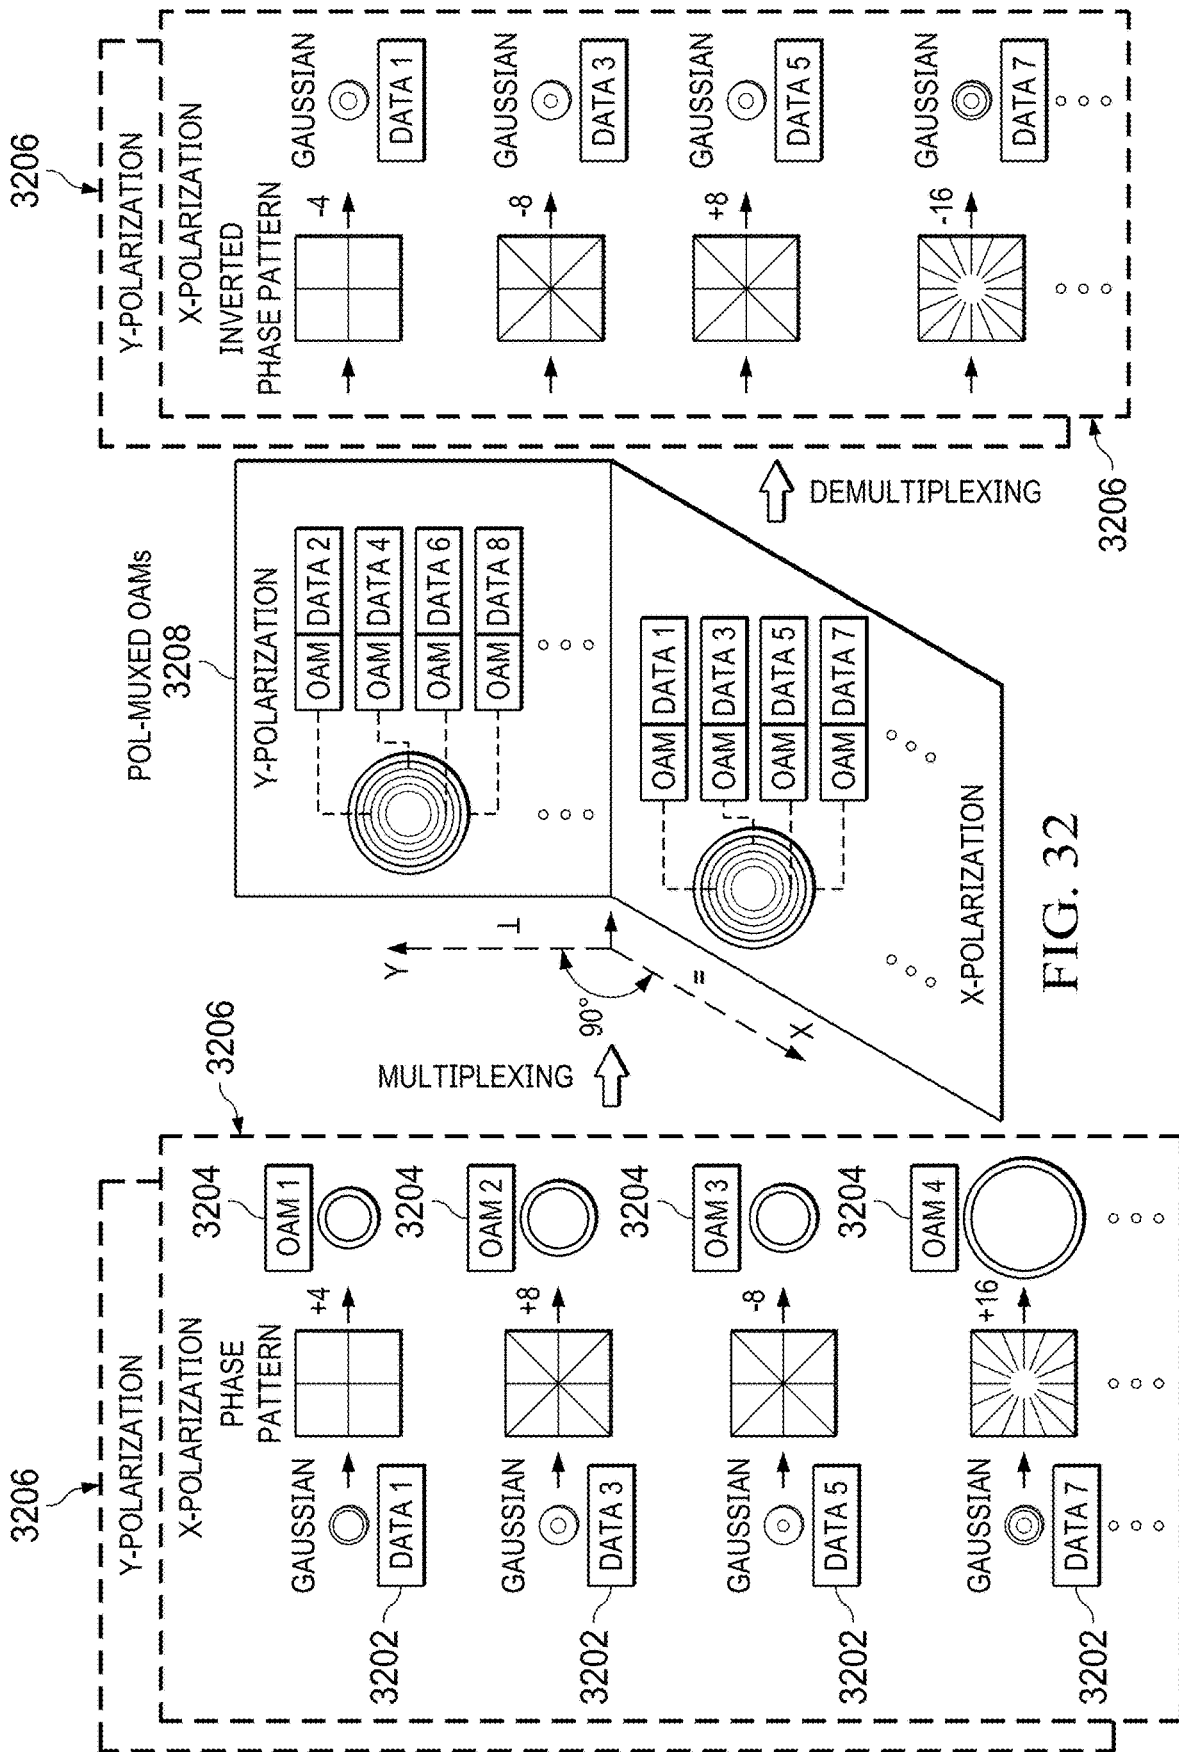 3206
Y-POLARIZATION
X-POLARIZATION
PHASE
PATTERN
3206
GAUSSIAN
DATA 1
3202
+4
OAM 1
3204
GAUSSIAN
DATA 3
3202
+8
OAM 2
3204
GAUSSIAN
DATA 5
3202
-8
OAM 3
3204
GAUSSIAN
DATA 7
3202
+16
OAM 4
3204
MULTIPLEXING
Y
⊥
90°
=
X
POL-MUXED OAMs
3208
Y-POLARIZATION
OAM DATA 2
OAM DATA 4
OAM DATA 6
OAM DATA 8
OAM DATA 1
OAM DATA 3
OAM DATA 5
OAM DATA 7
X-POLARIZATION
DEMULTIPLEXING
3206
Y-POLARIZATION
X-POLARIZATION
INVERTED
PHASE PATTERN
-4
GAUSSIAN
DATA 1
-8
GAUSSIAN
DATA 3
+8
GAUSSIAN
DATA 5
-16
GAUSSIAN
DATA 7
3206
FIG. 32